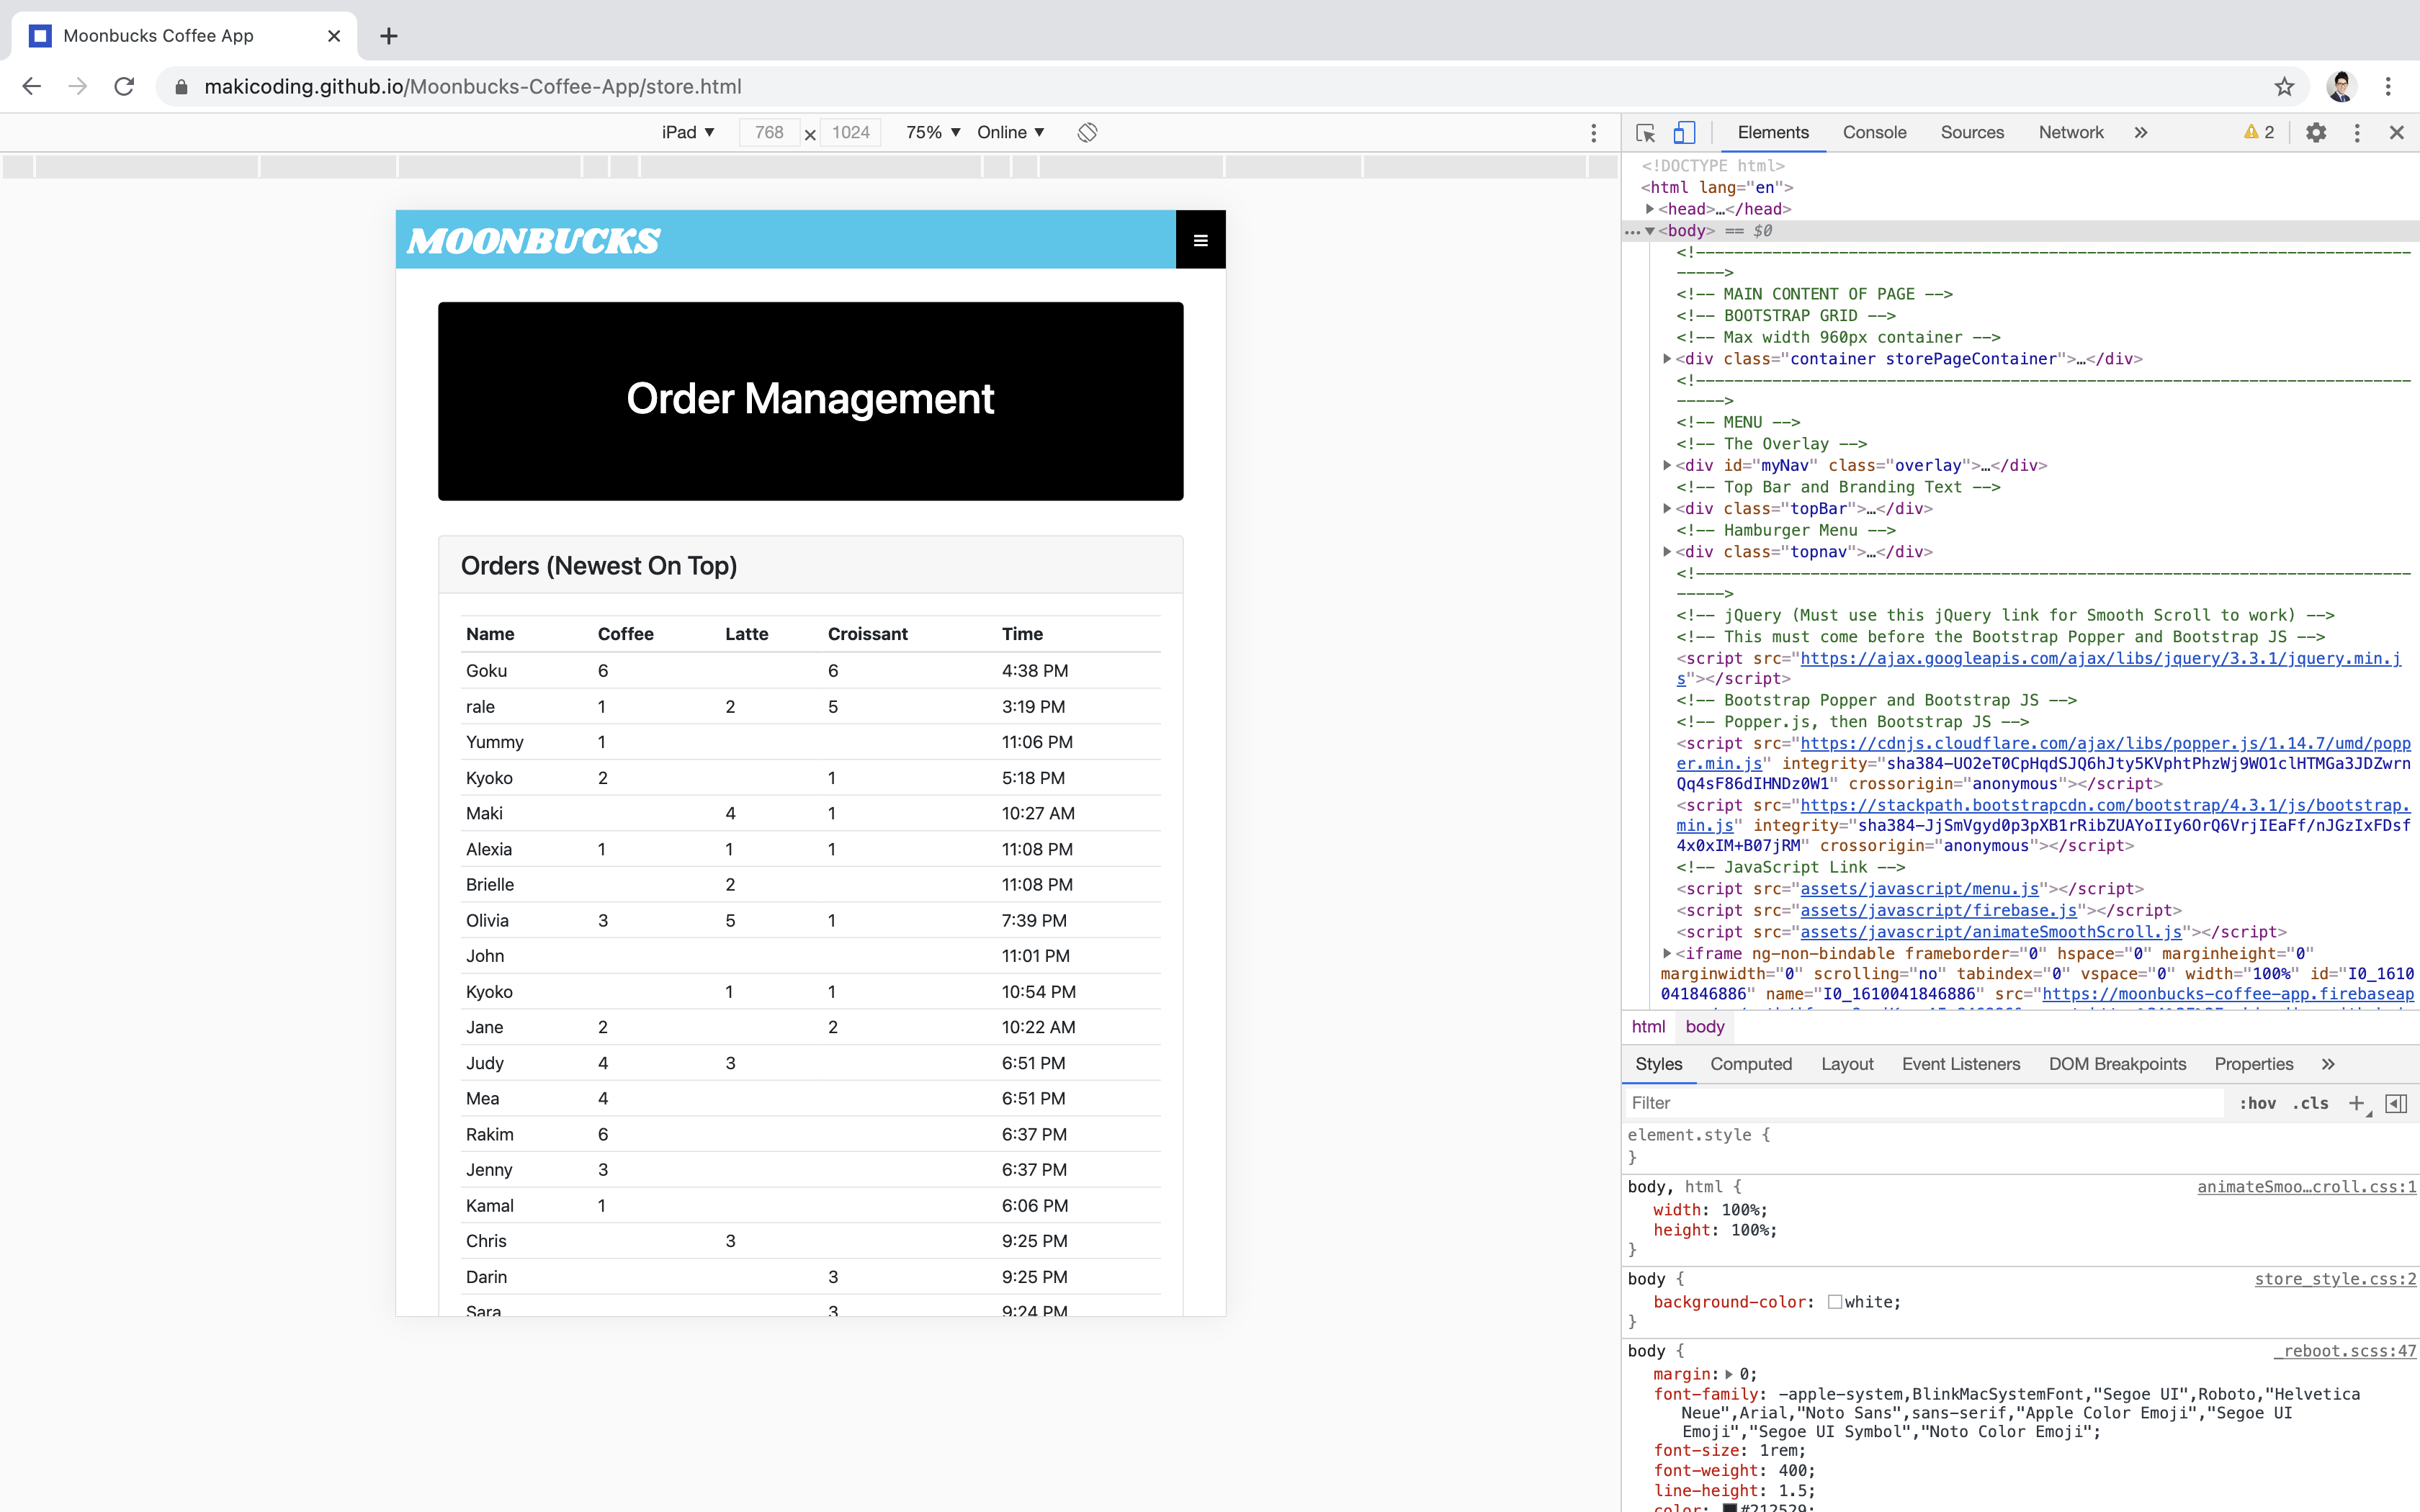 Moonbucks Coffee App
makicoding.github.io/Moonbucks-Coffee-App/store.html
iPad ▼ 768 × 1024 75% ▼ Online ▼
MOONBUCKS
Order Management
Orders (Newest On Top)
Name Coffee Latte Croissant Time
Goku 6 6 4:38 PM
rale 1 2 5 3:19 PM
Yummy 1 11:06 PM
Kyoko 2 1 5:18 PM
Maki 4 1 10:27 AM
Alexia 1 1 1 11:08 PM
Brielle 2 11:08 PM
Olivia 3 5 1 7:39 PM
John 11:01 PM
Kyoko 1 1 10:54 PM
Jane 2 2 10:22 AM
Judy 4 3 6:51 PM
Mea 4 6:51 PM
Rakim 6 6:37 PM
Jenny 3 6:37 PM
Kamal 1 6:06 PM
Chris 3 9:25 PM
Darin 3 9:25 PM
Sara 3 9:24 PM
Elements Console Sources Network » 2
<!DOCTYPE html>
<html lang="en">
<head>…</head>
… <body> == $0
<!---------------------------------------------------------------------------
----->
<!-- MAIN CONTENT OF PAGE -->
<!-- BOOTSTRAP GRID -->
<!-- Max width 960px container -->
<div class="container storePageContainer">…</div>
<!---------------------------------------------------------------------------
----->
<!-- MENU -->
<!-- The Overlay -->
<div id="myNav" class="overlay">…</div>
<!-- Top Bar and Branding Text -->
<div class="topBar">…</div>
<!-- Hamburger Menu -->
<div class="topnav">…</div>
<!---------------------------------------------------------------------------
----->
<!-- jQuery (Must use this jQuery link for Smooth Scroll to work) -->
<!-- This must come before the Bootstrap Popper and Bootstrap JS -->
<script src="https://ajax.googleapis.com/ajax/libs/jquery/3.3.1/jquery.min.j
s"></script>
<!-- Bootstrap Popper and Bootstrap JS -->
<!-- Popper.js, then Bootstrap JS -->
<script src="https://cdnjs.cloudflare.com/ajax/libs/popper.js/1.14.7/umd/popp
er.min.js" integrity="sha384-UO2eT0CpHqdSJQ6hJty5KVphtPhzWj9WO1clHTMGa3JDZwrn
Qq4sF86dIHNDz0W1" crossorigin="anonymous"></script>
<script src="https://stackpath.bootstrapcdn.com/bootstrap/4.3.1/js/bootstrap.
min.js" integrity="sha384-JjSmVgyd0p3pXB1rRibZUAYoIIy6OrQ6VrjIEaFf/nJGzIxFDsf
4x0xIM+B07jRM" crossorigin="anonymous"></script>
<!-- JavaScript Link -->
<script src="assets/javascript/menu.js"></script>
<script src="assets/javascript/firebase.js"></script>
<script src="assets/javascript/animateSmoothScroll.js"></script>
<iframe ng-non-bindable frameborder="0" hspace="0" marginheight="0"
marginwidth="0" scrolling="no" tabindex="0" vspace="0" width="100%" id="I0_1610
041846886" name="I0_1610041846886" src="https://moonbucks-coffee-app.firebaseap
html body
Styles Computed Layout Event Listeners DOM Breakpoints Properties »
Filter :hov .cls +
element.style {
}
body, html { animateSmoo…croll.css:1
width: 100%;
height: 100%;
}
body { store_style.css:2
background-color: white;
}
body { _reboot.scss:47
margin: 0;
font-family: -apple-system,BlinkMacSystemFont,"Segoe UI",Roboto,"Helvetica
Neue",Arial,"Noto Sans",sans-serif,"Apple Color Emoji","Segoe UI
Emoji","Segoe UI Symbol","Noto Color Emoji";
font-size: 1rem;
font-weight: 400;
line-height: 1.5;
color: #212529;